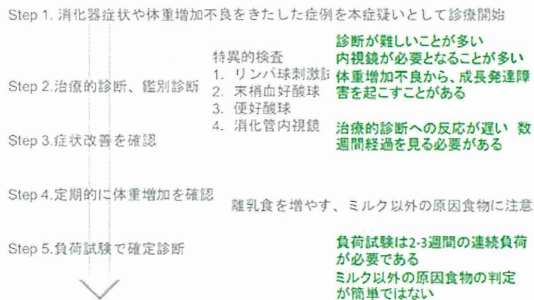 Step 1. 消化器症状や体重増加不良をきたした症例を本症疑いとして診療開始
診断が難しいことが多い
内視鏡が必要となることが多い
体重増加不良から、成長発達障
害を起こすことがある
特異的検査
1. リンパ球刺激試
2. 末梢血好酸球
3. 便好酸球
4. 消化管内視鏡
Step 2.治療的診断、鑑別診断
治療的診断への反応が遅い 数
週間経過を見る必要がある
Step 3.症状改善を確認
Step 4.定期的に体重増加を確認
離乳食を増やす、ミルク以外の原因食物に注意
Step 5.負荷試験で確定診断
負荷試験は2-3週間の連続負荷
が必要である
ミルク以外の原因食物の判定
が簡単ではない